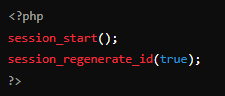 <?php
session_start();
session_regenerate_id(true);
?>